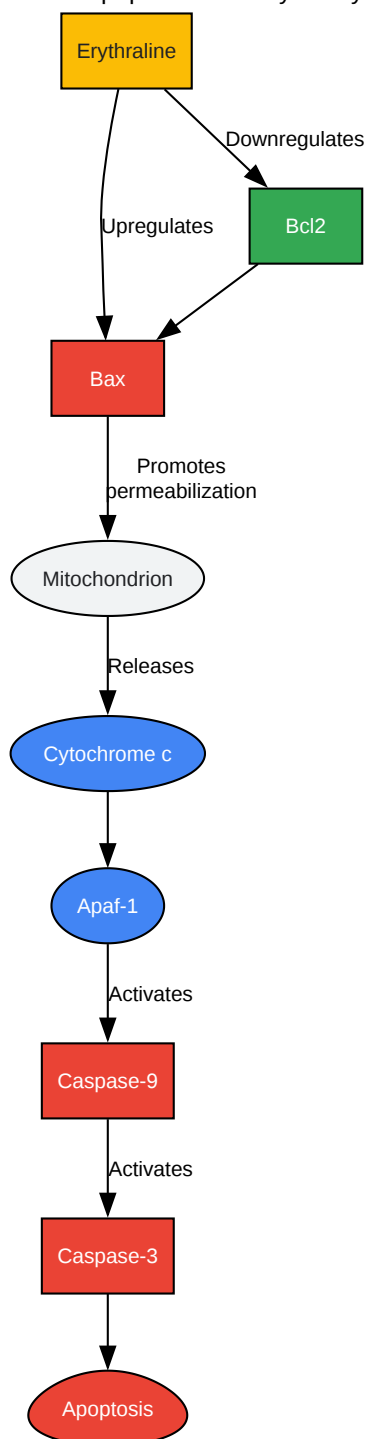 Erythraline
Downregulates
Upregulates
Bcl2
Bax
Promotes
permeabilization
Mitochondrion
Releases
Cytochrome c
Apaf-1
Activates
Caspase-9
Activates
Caspase-3
Apoptosis